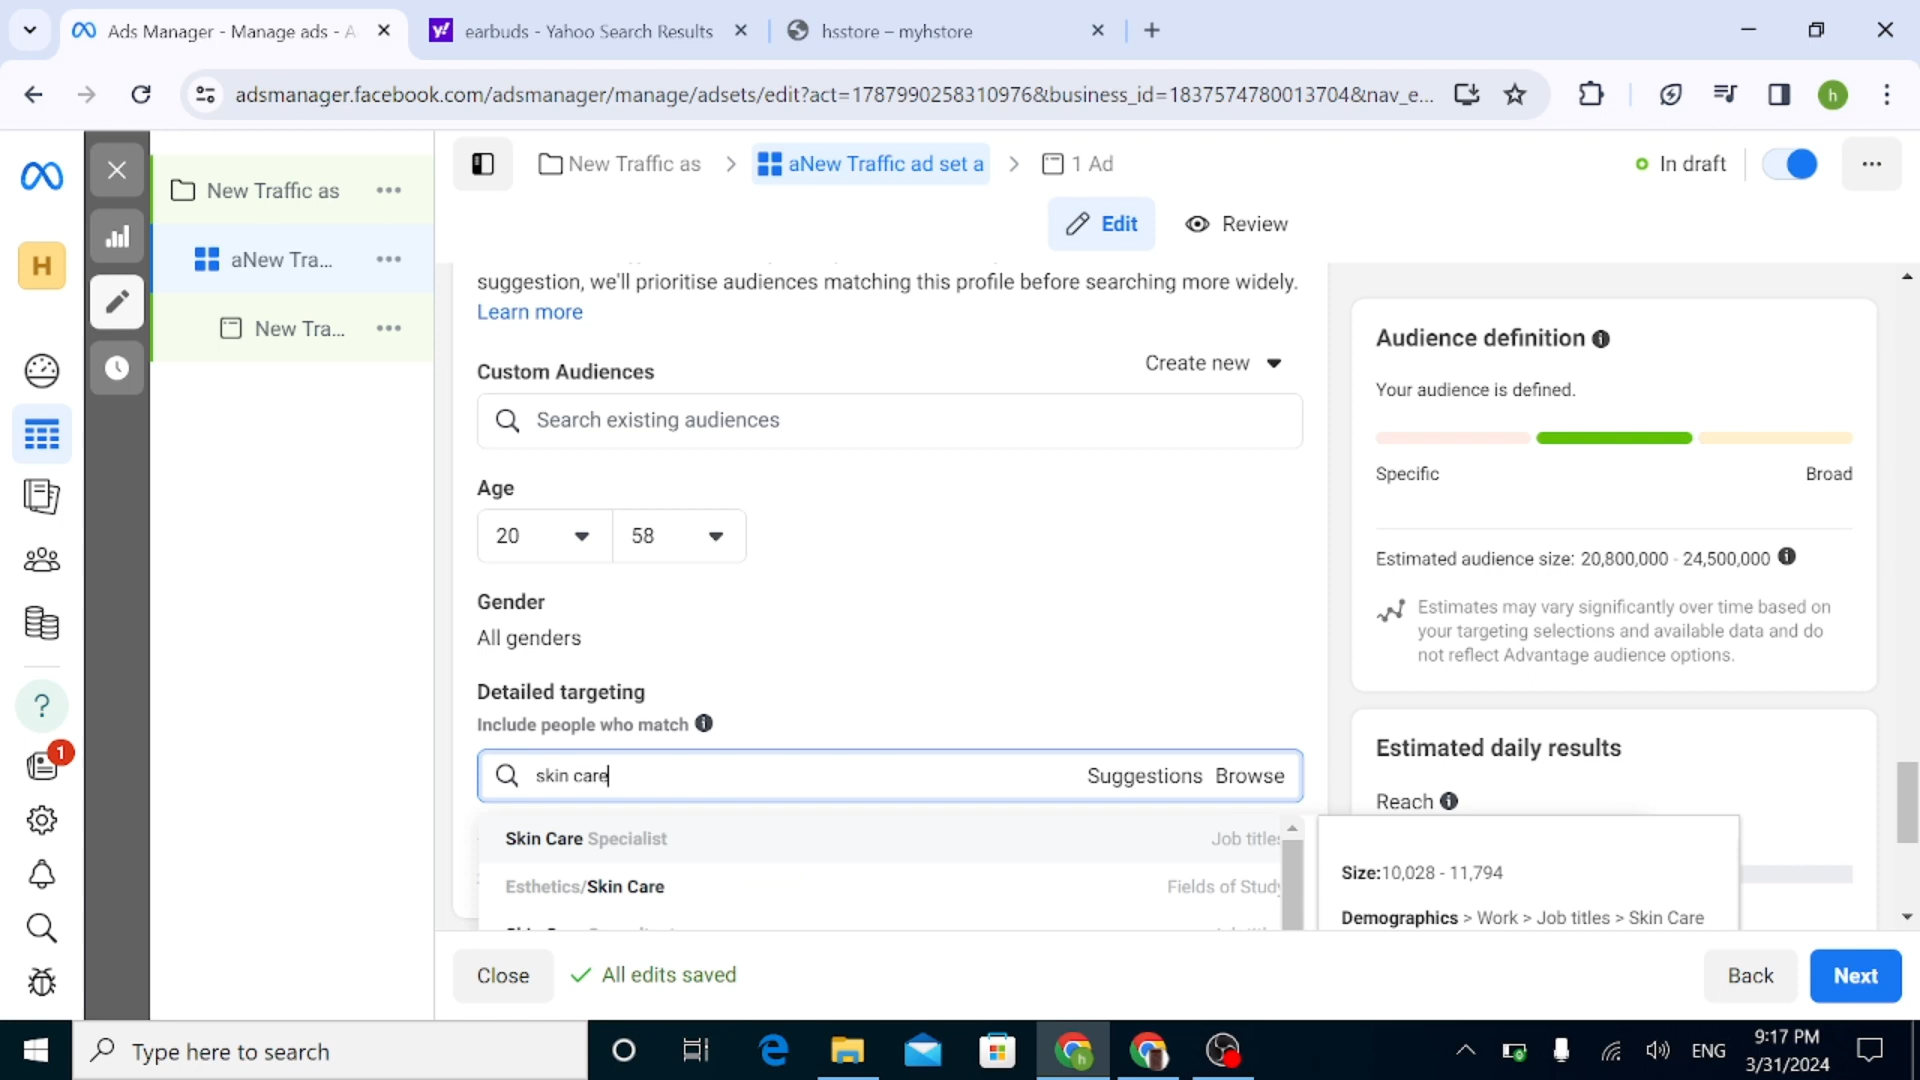 Ads Manager - Manage ads - A
earbuds - Yahoo Search Results
hsstore – myhstore
adsmanager.facebook.com/adsmanager/manage/adsets/edit?act=1787990258310976&business_id=1837574780013704&nav_e...
h
New Traffic as
aNew Traffic ad set a
1 Ad
In draft
Edit
Review
H
New Traffic as
aNew Tra...
New Tra...
?
1
suggestion, we'll prioritise audiences matching this profile before searching more widely.
Learn more
Custom Audiences
Create new
Search existing audiences
Age
20
58
Gender
All genders
Detailed targeting
Include people who match
skin care
Suggestions
Browse
Skin Care Specialist
Job titles
Esthetics/Skin Care
Fields of Study
Audience definition
Your audience is defined.
Specific
Broad
Estimated audience size: 20,800,000 - 24,500,000
Estimates may vary significantly over time based on
your targeting selections and available data and do
not reflect Advantage audience options.
Estimated daily results
Reach
Size:10,028 - 11,794
Demographics > Work > Job titles > Skin Care
Close
All edits saved
Back
Next
Type here to search
ENG
9:17 PM
3/31/2024